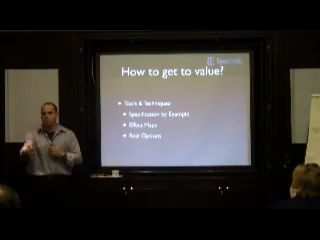 How to get to value?
Tools & Techniques
Specification by Example
Effect Maps
Real Options